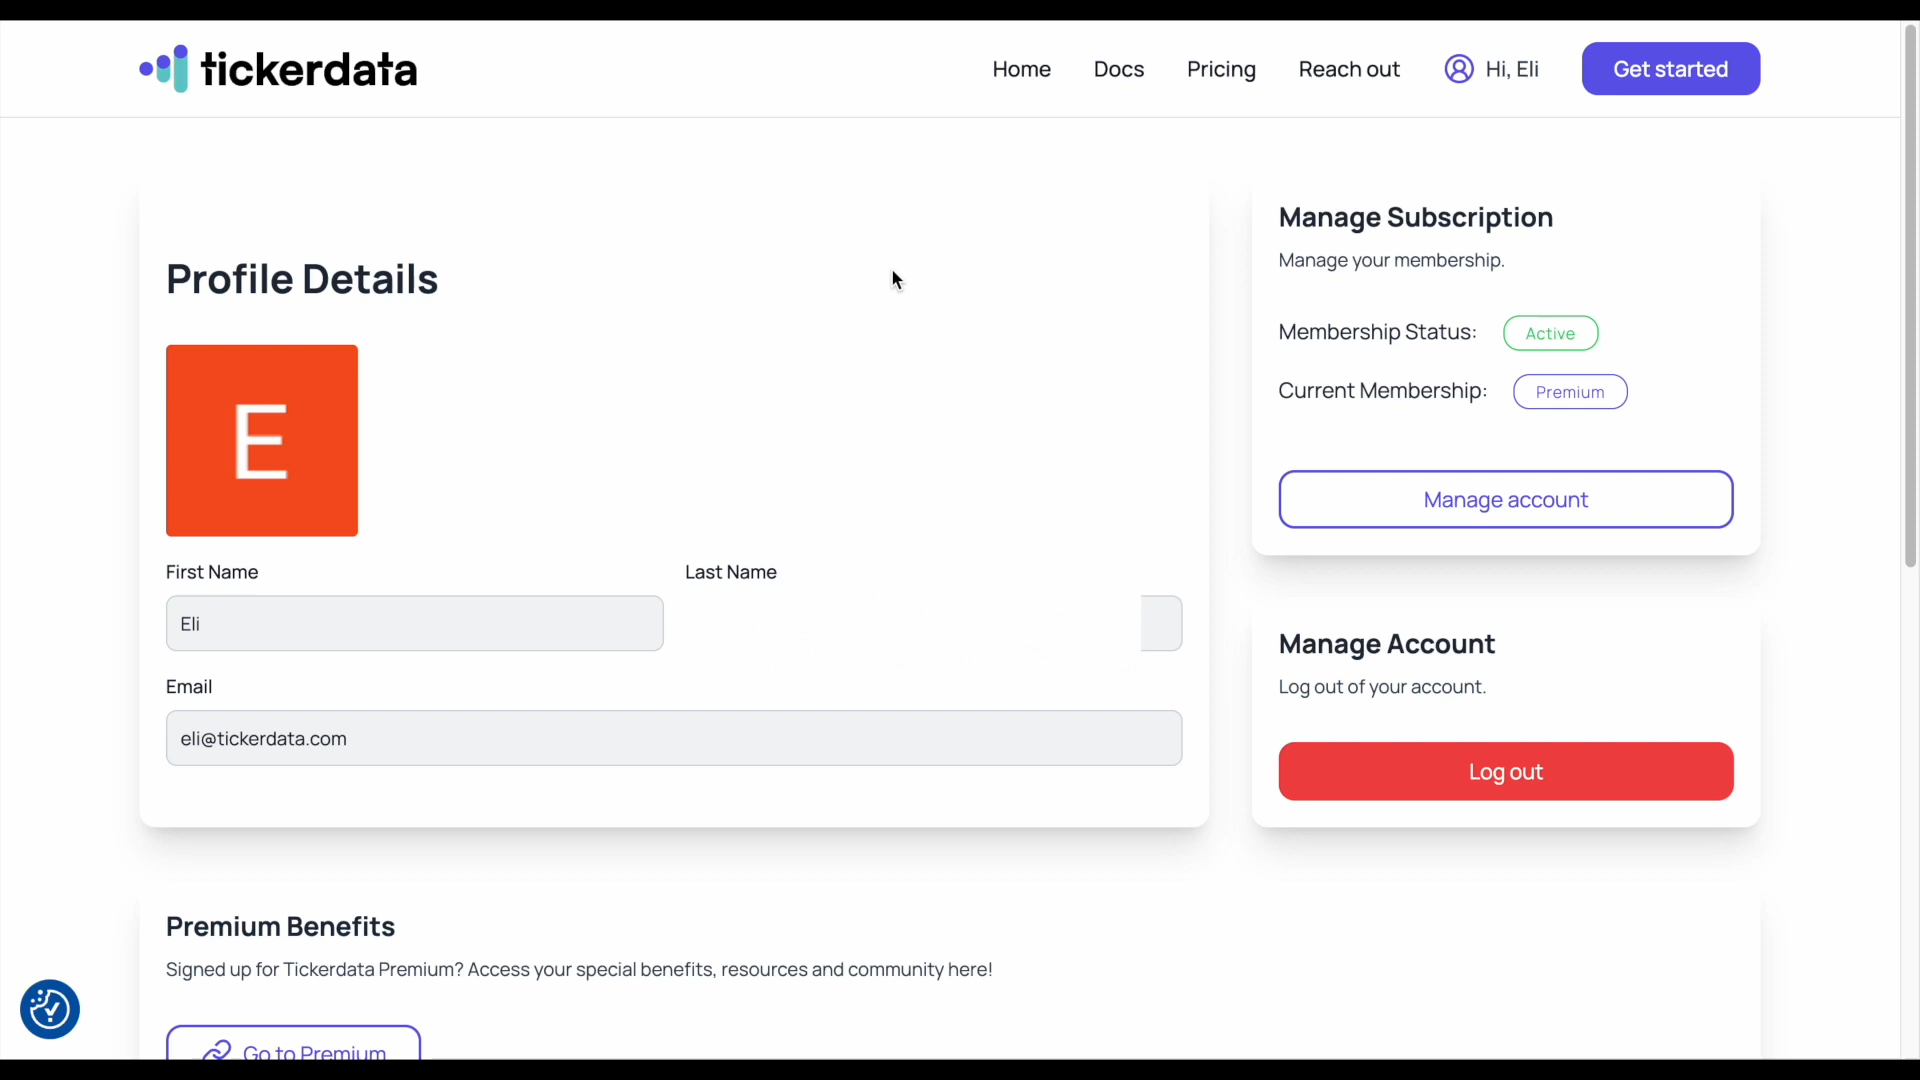 tickerdata
Home Docs Pricing Reach out Hi, Eli Get started
Profile Details
E
First Name Last Name
Eli
Email
eli@tickerdata.com
Manage Subscription
Manage your membership.
Membership Status: Active
Current Membership: Premium
Manage account
Manage Account
Log out of your account.
Log out
Premium Benefits
Signed up for Tickerdata Premium? Access your special benefits, resources and community here!
Go to Premium